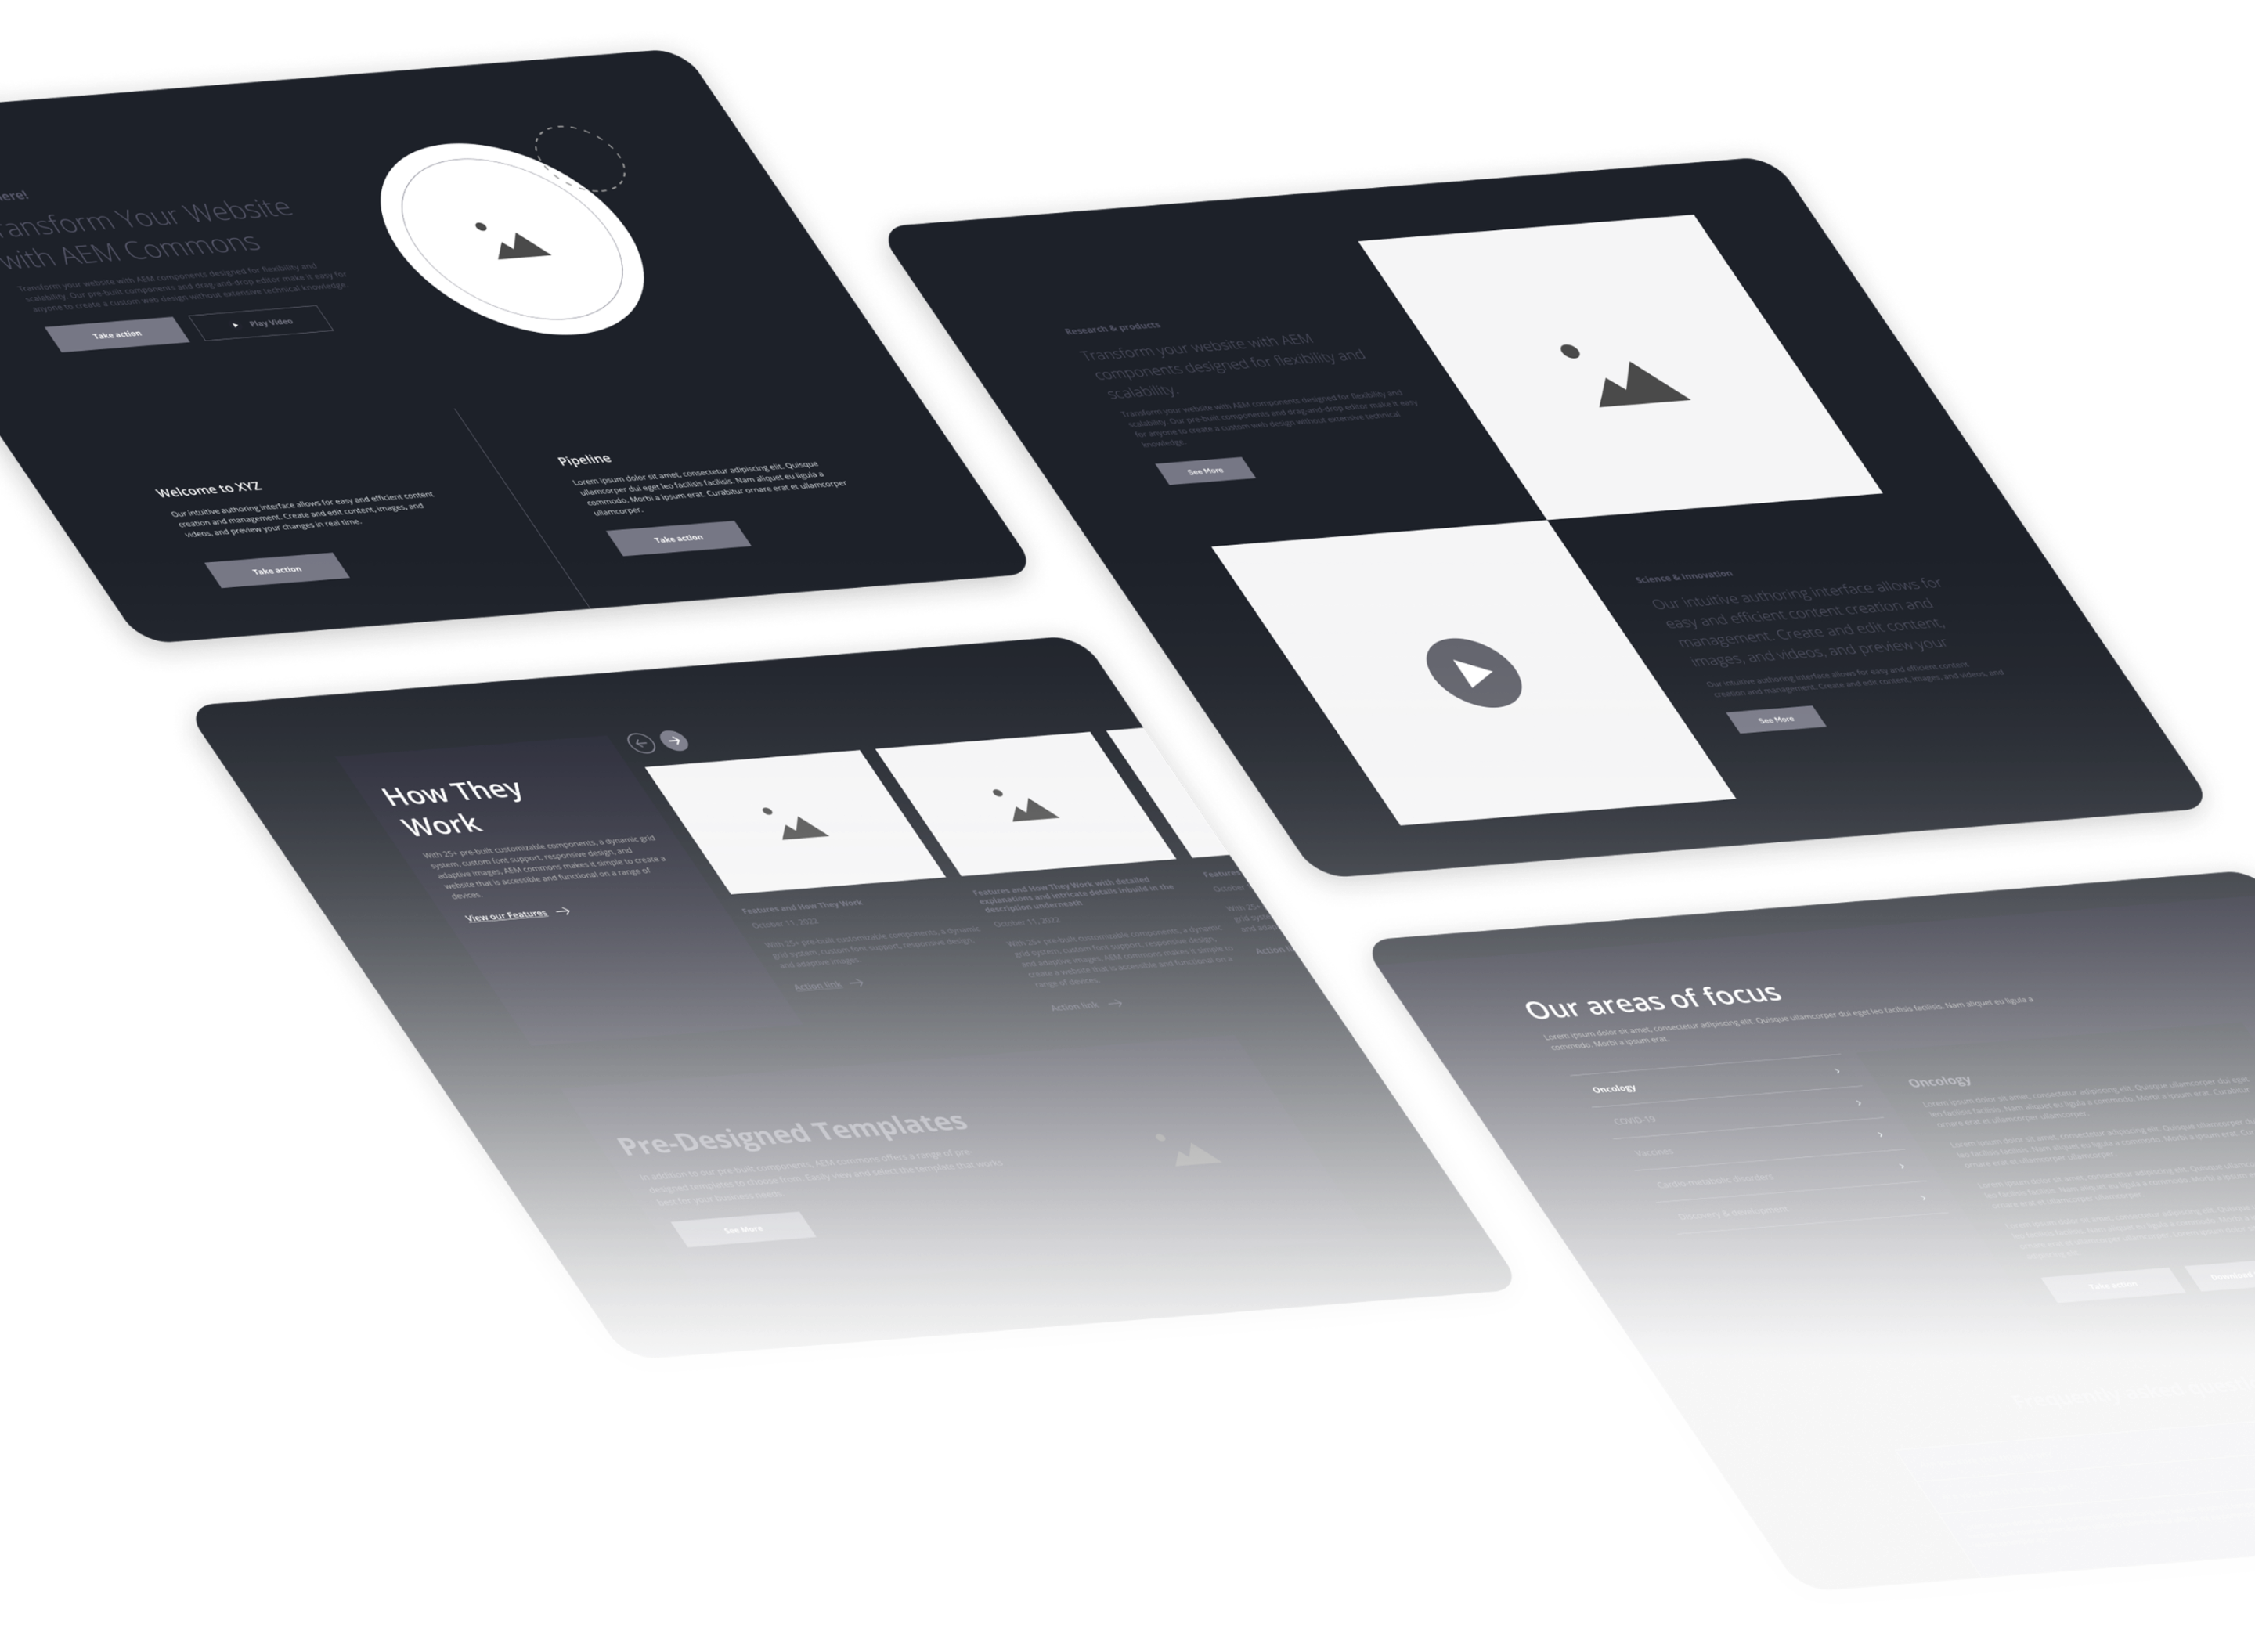 here!
ransform Your Website
with AEM Commons
Transform your website with AEM components designed for flexibility and
scalability. Our pre-built components and drag-and-drop editor make it easy for
anyone to create a custom web design without extensive technical knowledge.
Take action
Play Video
Welcome to XYZ
Our intuitive authoring interface allows for easy and efficient content
creation and management. Create and edit content, images, and
videos, and preview your changes in real time.
Take action
Pipeline
Lorem ipsum dolor sit amet, consectetur adipiscing elit. Quisque
ullamcorper dui eget leo facilisis facilisis. Nam aliquet eu ligula a
commodo. Morbi a ipsum erat. Curabitur ornare erat et ullamcorper
ullamcorper.
Take action
Research & products
Transform your website with AEM
components designed for flexibility and
scalability.
Transform your website with AEM components designed for flexibility and
scalability. Our pre-built components and drag-and-drop editor make it easy
for anyone to create a custom web design without extensive technical
knowledge.
See More
Science & Innovation
Our intuitive authoring interface allows for
easy and efficient content creation and
management. Create and edit content,
images, and videos, and preview your
Our intuitive authoring interface allows for easy and efficient content
creation and management. Create and edit content, images, and videos, and
See More
How They
Work
With 25+ pre-built customizable components, a dynamic grid
system, custom font support, responsive design, and
adaptive images, AEM commons makes it simple to create a
website that is accessible and functional on a range of
devices.
View our Features
Features and How They Work
October 11, 2022
With 25+ pre-built customizable components, a dynamic
grid system, custom font support, responsive design,
and adaptive images.
Action link
Features and How They Work with detailed
explanations and intricate details inbuild in the
description underneath
October 11, 2022
With 25+ pre-built customizable components, a dynamic
grid system, custom font support, responsive design,
and adaptive images, AEM commons makes it simple to
create a website that is accessible and functional on a
range of devices.
Action link
Features
October
With 25+
grid syste
and adap
Action l
Pre-Designed Templates
In addition to our pre-built components, AEM commons offers a range of pre-
designed templates to choose from. Easily view and select the template that works
best for your business needs.
See More
Our areas of focus
Lorem ipsum dolor sit amet, consectetur adipiscing elit. Quisque ullamcorper dui eget leo facilisis facilisis. Nam aliquet eu ligula a
commodo. Morbi a ipsum erat.
Oncology
COVID-19
Vaccines
Cardio-metabolic disorders
Discovery & development
Oncology
Lorem ipsum dolor sit amet, consectetur adipiscing elit. Quisque ullamcorper dui eget
leo facilisis facilisis. Nam aliquet eu ligula a commodo. Morbi a ipsum erat. Curabitur
ornare erat et ullamcorper ullamcorper.
Take action
Download
Frequently asked questi